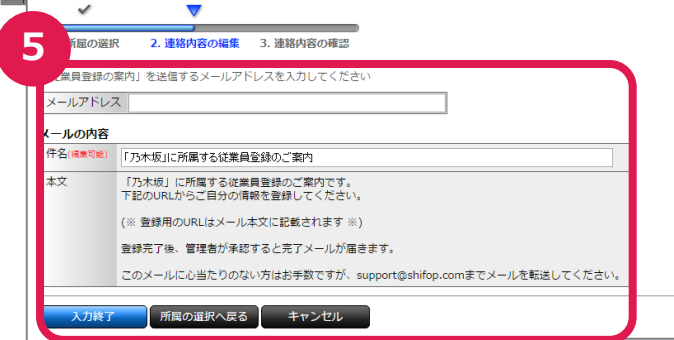 5
所属の選択 2. 連絡内容の編集 3. 連絡内容の確認
業員登録の案内」を送信するメールアドレスを入力してください
メールアドレス
メールの内容
件名(編集可能) 「乃木坂」に所属する従業員登録のご案内
本文 「乃木坂」に所属する従業員登録のご案内です。
下記のURLからご自分の情報を登録してください。
(※ 登録用のURLはメール本文に記載されます ※)
登録完了後、管理者が承認すると完了メールが届きます。
このメールに心当たりのない方はお手数ですが、support@shifop.comまでメールを転送してください。
入力終了 所属の選択へ戻る キャンセル